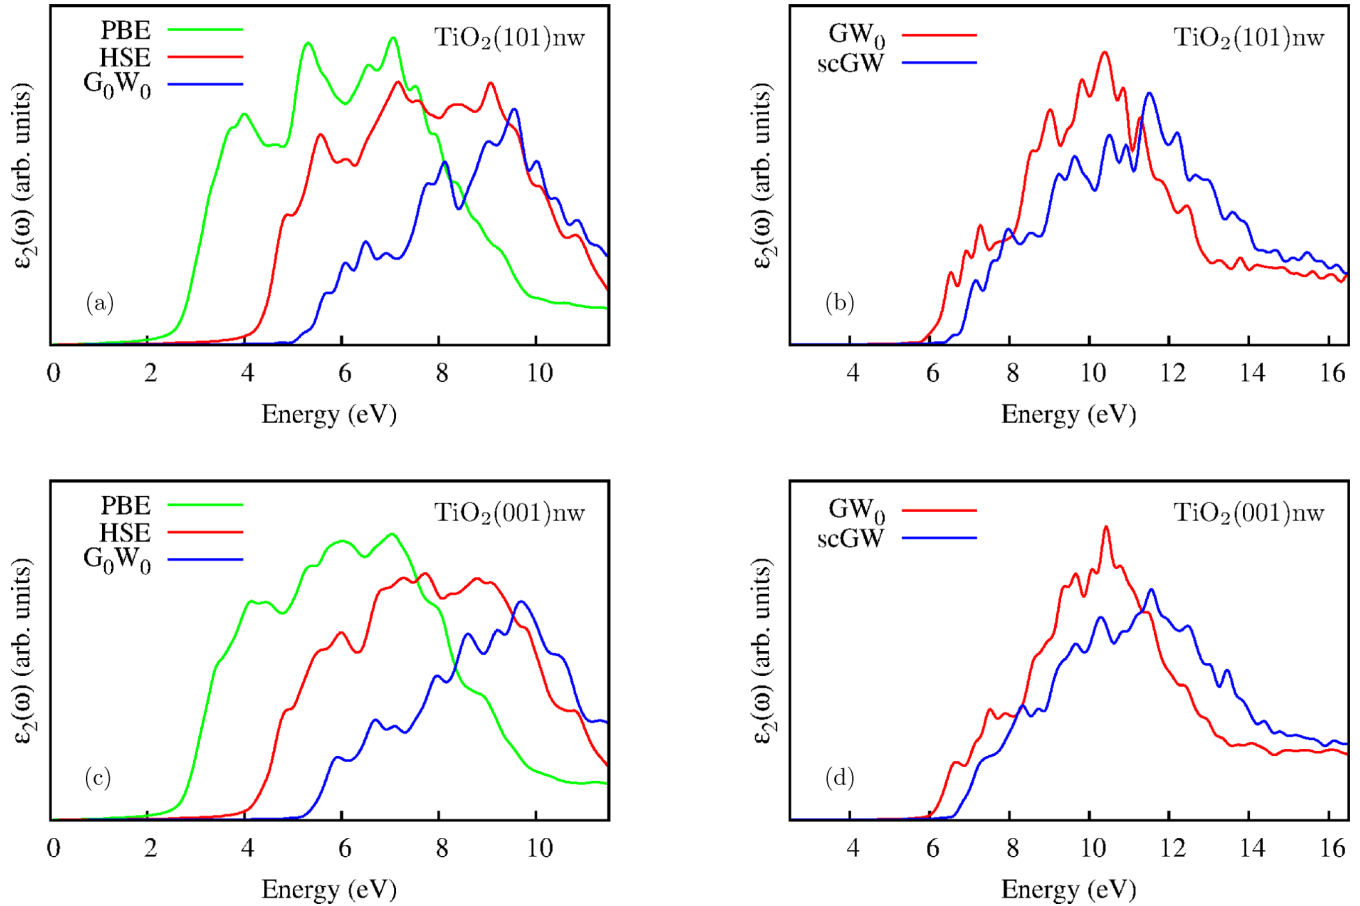 PBE
HSE
G₀W₀
TiO₂(101)nw
ε₂(ω) (arb. units)
(a)
0 2 4 6 8 10
Energy (eV)
GW₀
scGW
TiO₂(101)nw
ε₂(ω) (arb. units)
(b)
4 6 8 10 12 14 16
Energy (eV)
PBE
HSE
G₀W₀
TiO₂(001)nw
ε₂(ω) (arb. units)
(c)
0 2 4 6 8 10
Energy (eV)
GW₀
scGW
TiO₂(001)nw
ε₂(ω) (arb. units)
(d)
4 6 8 10 12 14 16
Energy (eV)